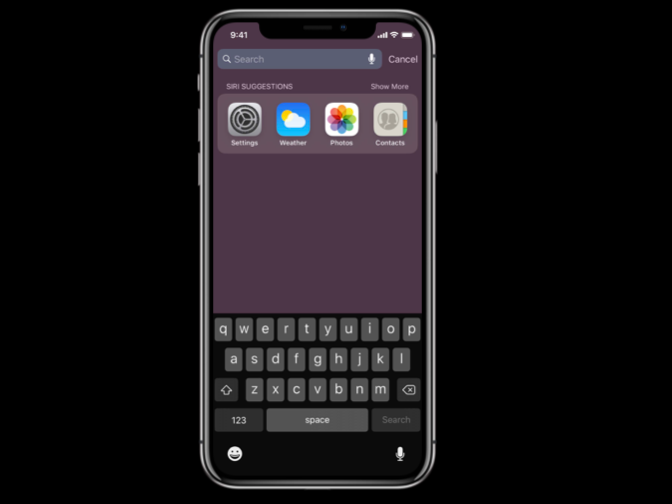 9:41
Search Cancel
SIRI SUGGESTIONS Show More
Settings Weather Photos Contacts
q w e r t y u i o p
a s d f g h j k l
z x c v b n m
123 space Search